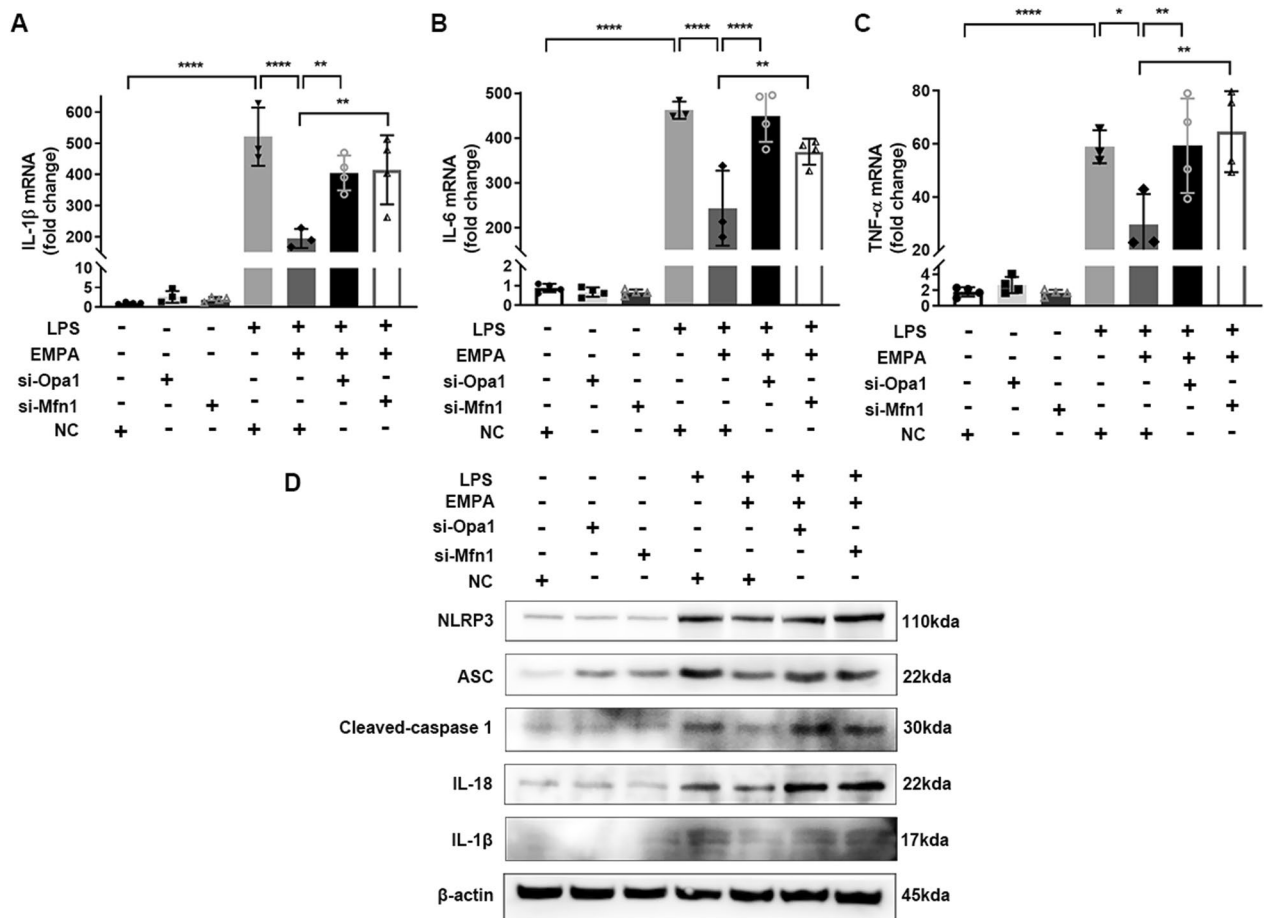 A
B
C
**** **** ** **
**** **** **** **
**** * ** **
IL-1β mRNA
(fold change)
600
500
400
300
200
10
5
0
IL-6 mRNA
(fold change)
500
400
300
200
2
1
0
TNF-α mRNA
(fold change)
80
60
40
20
4
2
0
LPS - - - + + + +
EMPA - - - - + + +
si-Opa1 - + - - - + -
si-Mfn1 - - + - - - +
NC + - - + + - -
LPS - - - + + + +
EMPA - - - - + + +
si-Opa1 - + - - - + -
si-Mfn1 - - + - - - +
NC + - - + + - -
LPS - - - + + + +
EMPA - - - - + + +
si-Opa1 - + - - - + -
si-Mfn1 - - + - - - +
NC + - - + + - -
D
LPS - - - + + + +
EMPA - - - - + + +
si-Opa1 - + - - - + -
si-Mfn1 - - + - - - +
NC + - - + + - -
NLRP3 110kda
ASC 22kda
Cleaved-caspase 1 30kda
IL-18 22kda
IL-1β 17kda
β-actin 45kda